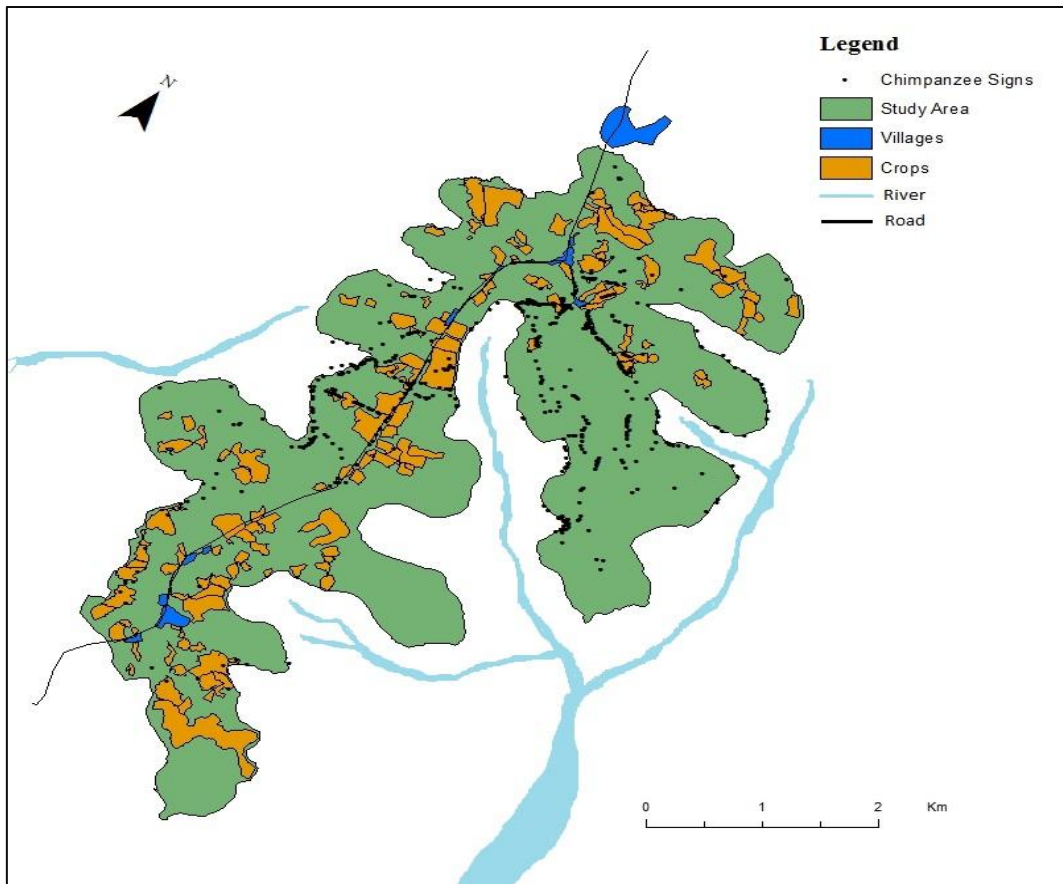 N
Legend
Chimpanzee Signs
Study Area
Villages
Crops
River
Road
0 1 2 Km